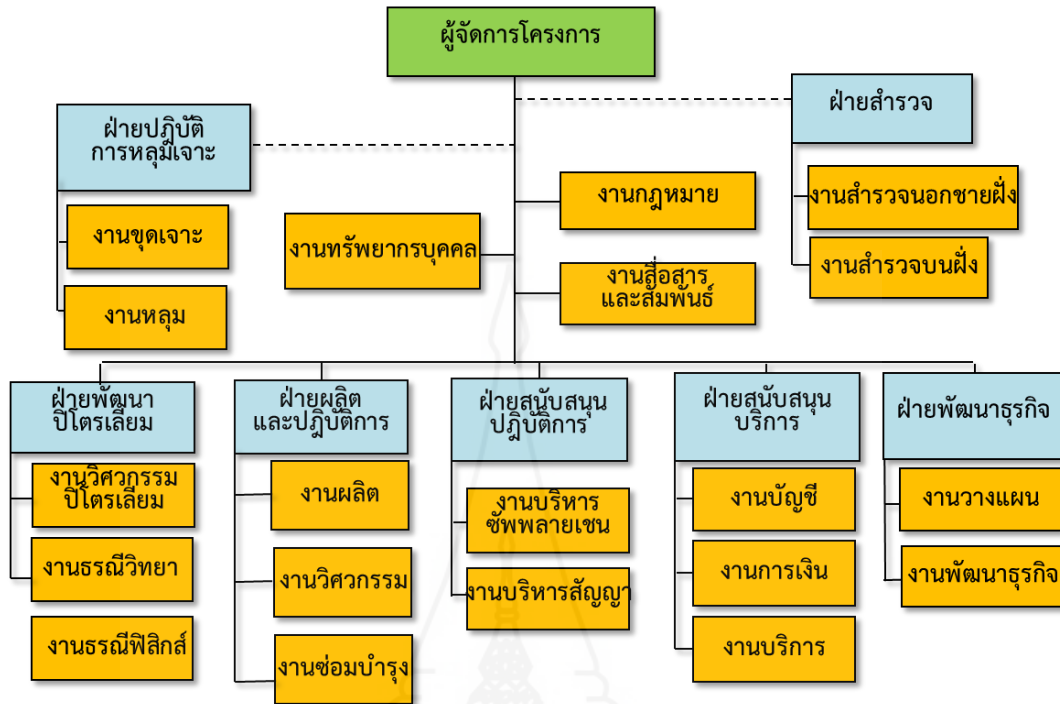 ผู้จัดการโครงการ
ฝ่ายปฎิบัติ
การหลุมเจาะ
งานขุดเจาะ
งานหลุม
ฝ่ายสำรวจ
งานสำรวจนอกชายฝั่ง
งานสำรวจบนฝั่ง
งานทรัพยากรบุคคล
งานกฎหมาย
งานสื่อสาร
และสัมพันธ์
ฝ่ายพัฒนา
ปิโตรเลียม
งานวิศวกรรม
ปิโตรเลียม
งานธรณีวิทยา
งานธรณีฟิสิกส์
ฝ่ายผลิต
และปฎิบัติการ
งานผลิต
งานวิศวกรรม
งานซ่อมบำรุง
ฝ่ายสนับสนุน
ปฎิบัติการ
งานบริหาร
ซัพพลายเชน
งานบริหารสัญญา
ฝ่ายสนับสนุน
บริการ
งานบัญชี
งานการเงิน
งานบริการ
ฝ่ายพัฒนาธุรกิจ
งานวางแผน
งานพัฒนาธุรกิจ